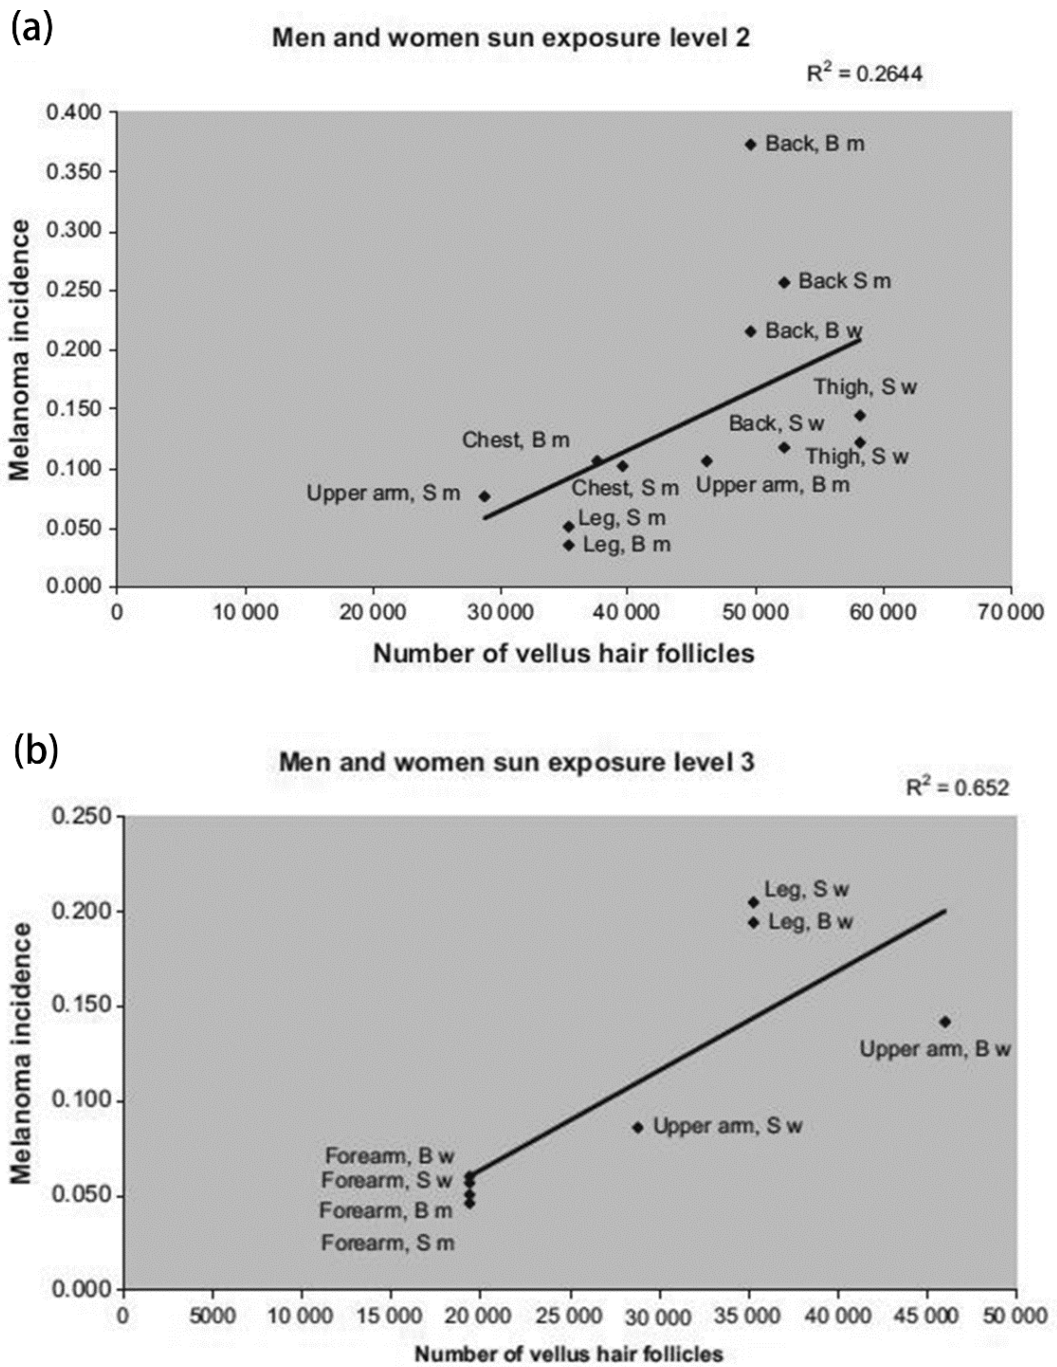 (a)
Men and women sun exposure level 2
R² = 0.2644
0.400
0.350
0.300
0.250
0.200
0.150
0.100
0.050
0.000
Melanoma incidence
Back, B m
Back S m
Back, B w
Thigh, S w
Back, S w
Chest, B m
Thigh, S w
Upper arm, S m
Chest, S m
Upper arm, B m
Leg, S m
Leg, B m
0 10 000 20 000 30 000 40 000 50 000 60 000 70 000
Number of vellus hair follicles
(b)
Men and women sun exposure level 3
R² = 0.652
0.250
0.200
0.150
0.100
0.050
0.000
Melanoma incidence
Leg, S w
Leg, B w
Upper arm, B w
Upper arm, S w
Forearm, B w
Forearm, S w
Forearm, B m
Forearm, S m
0 5000 10 000 15 000 20 000 25 000 30 000 35 000 40 000 45 000 50 000
Number of vellus hair follicles